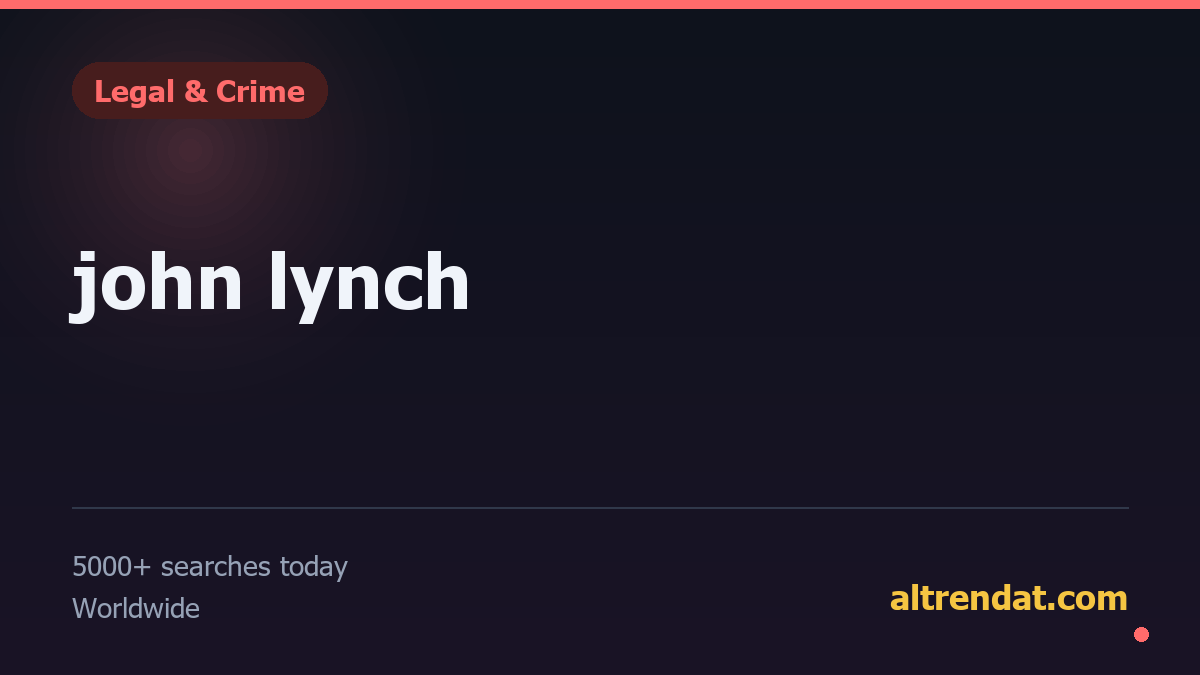 Legal & Crime
john lynch
5000+ searches today
Worldwide
altrendat.com